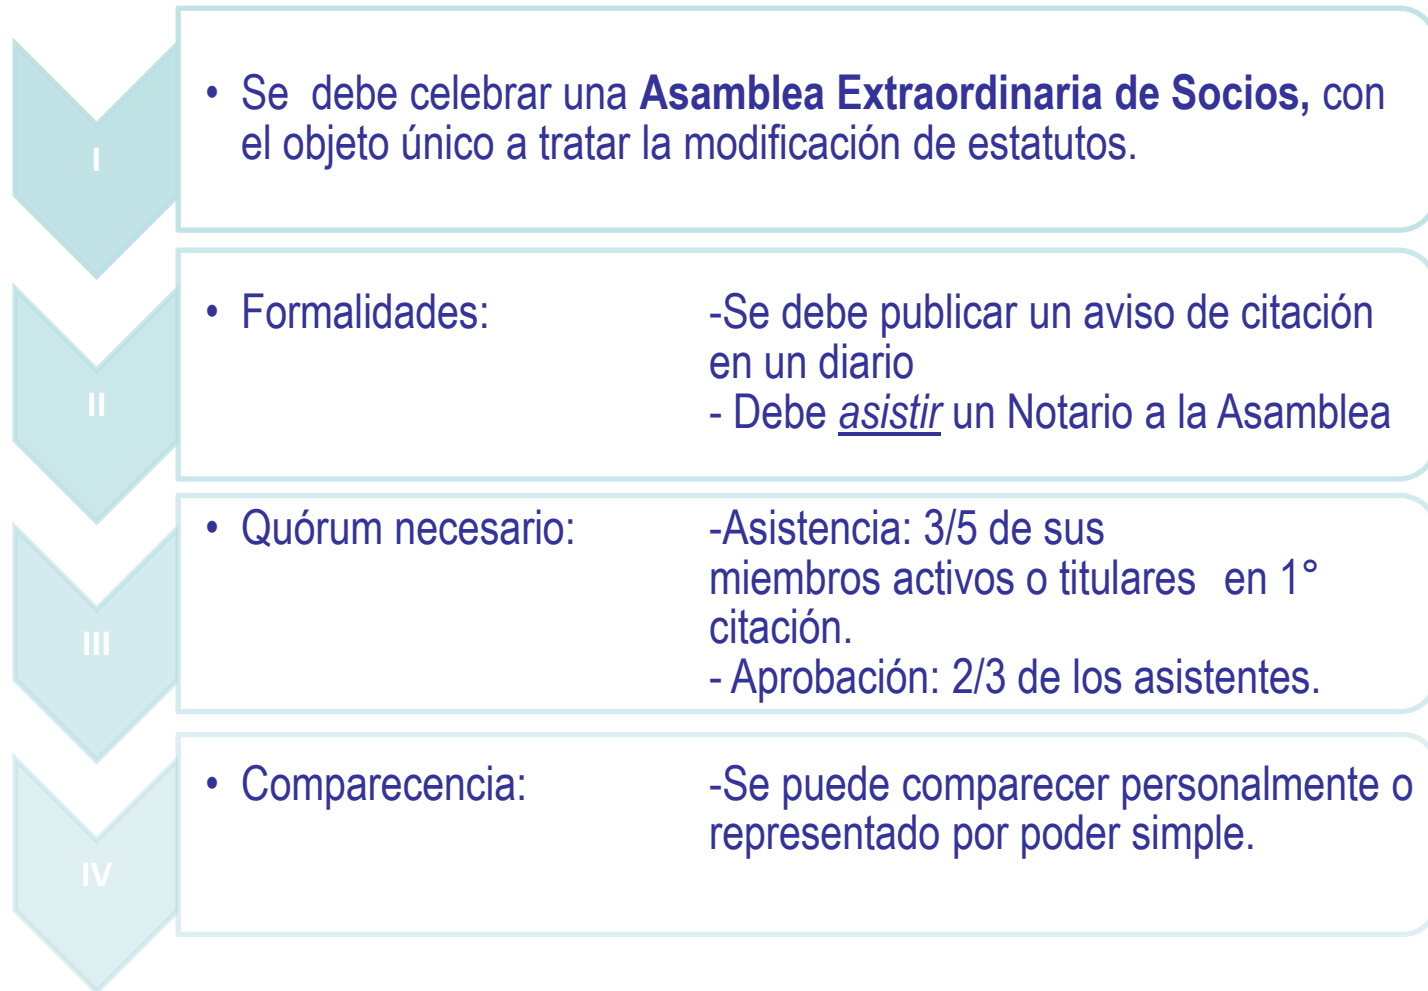 I
• Se debe celebrar una Asamblea Extraordinaria de Socios, con
el objeto único a tratar la modificación de estatutos.
II
• Formalidades: -Se debe publicar un aviso de citación
en un diario
- Debe asistir un Notario a la Asamblea
III
• Quórum necesario: -Asistencia: 3/5 de sus
miembros activos o titulares en 1°
citación.
- Aprobación: 2/3 de los asistentes.
IV
• Comparecencia: -Se puede comparecer personalmente o
representado por poder simple.